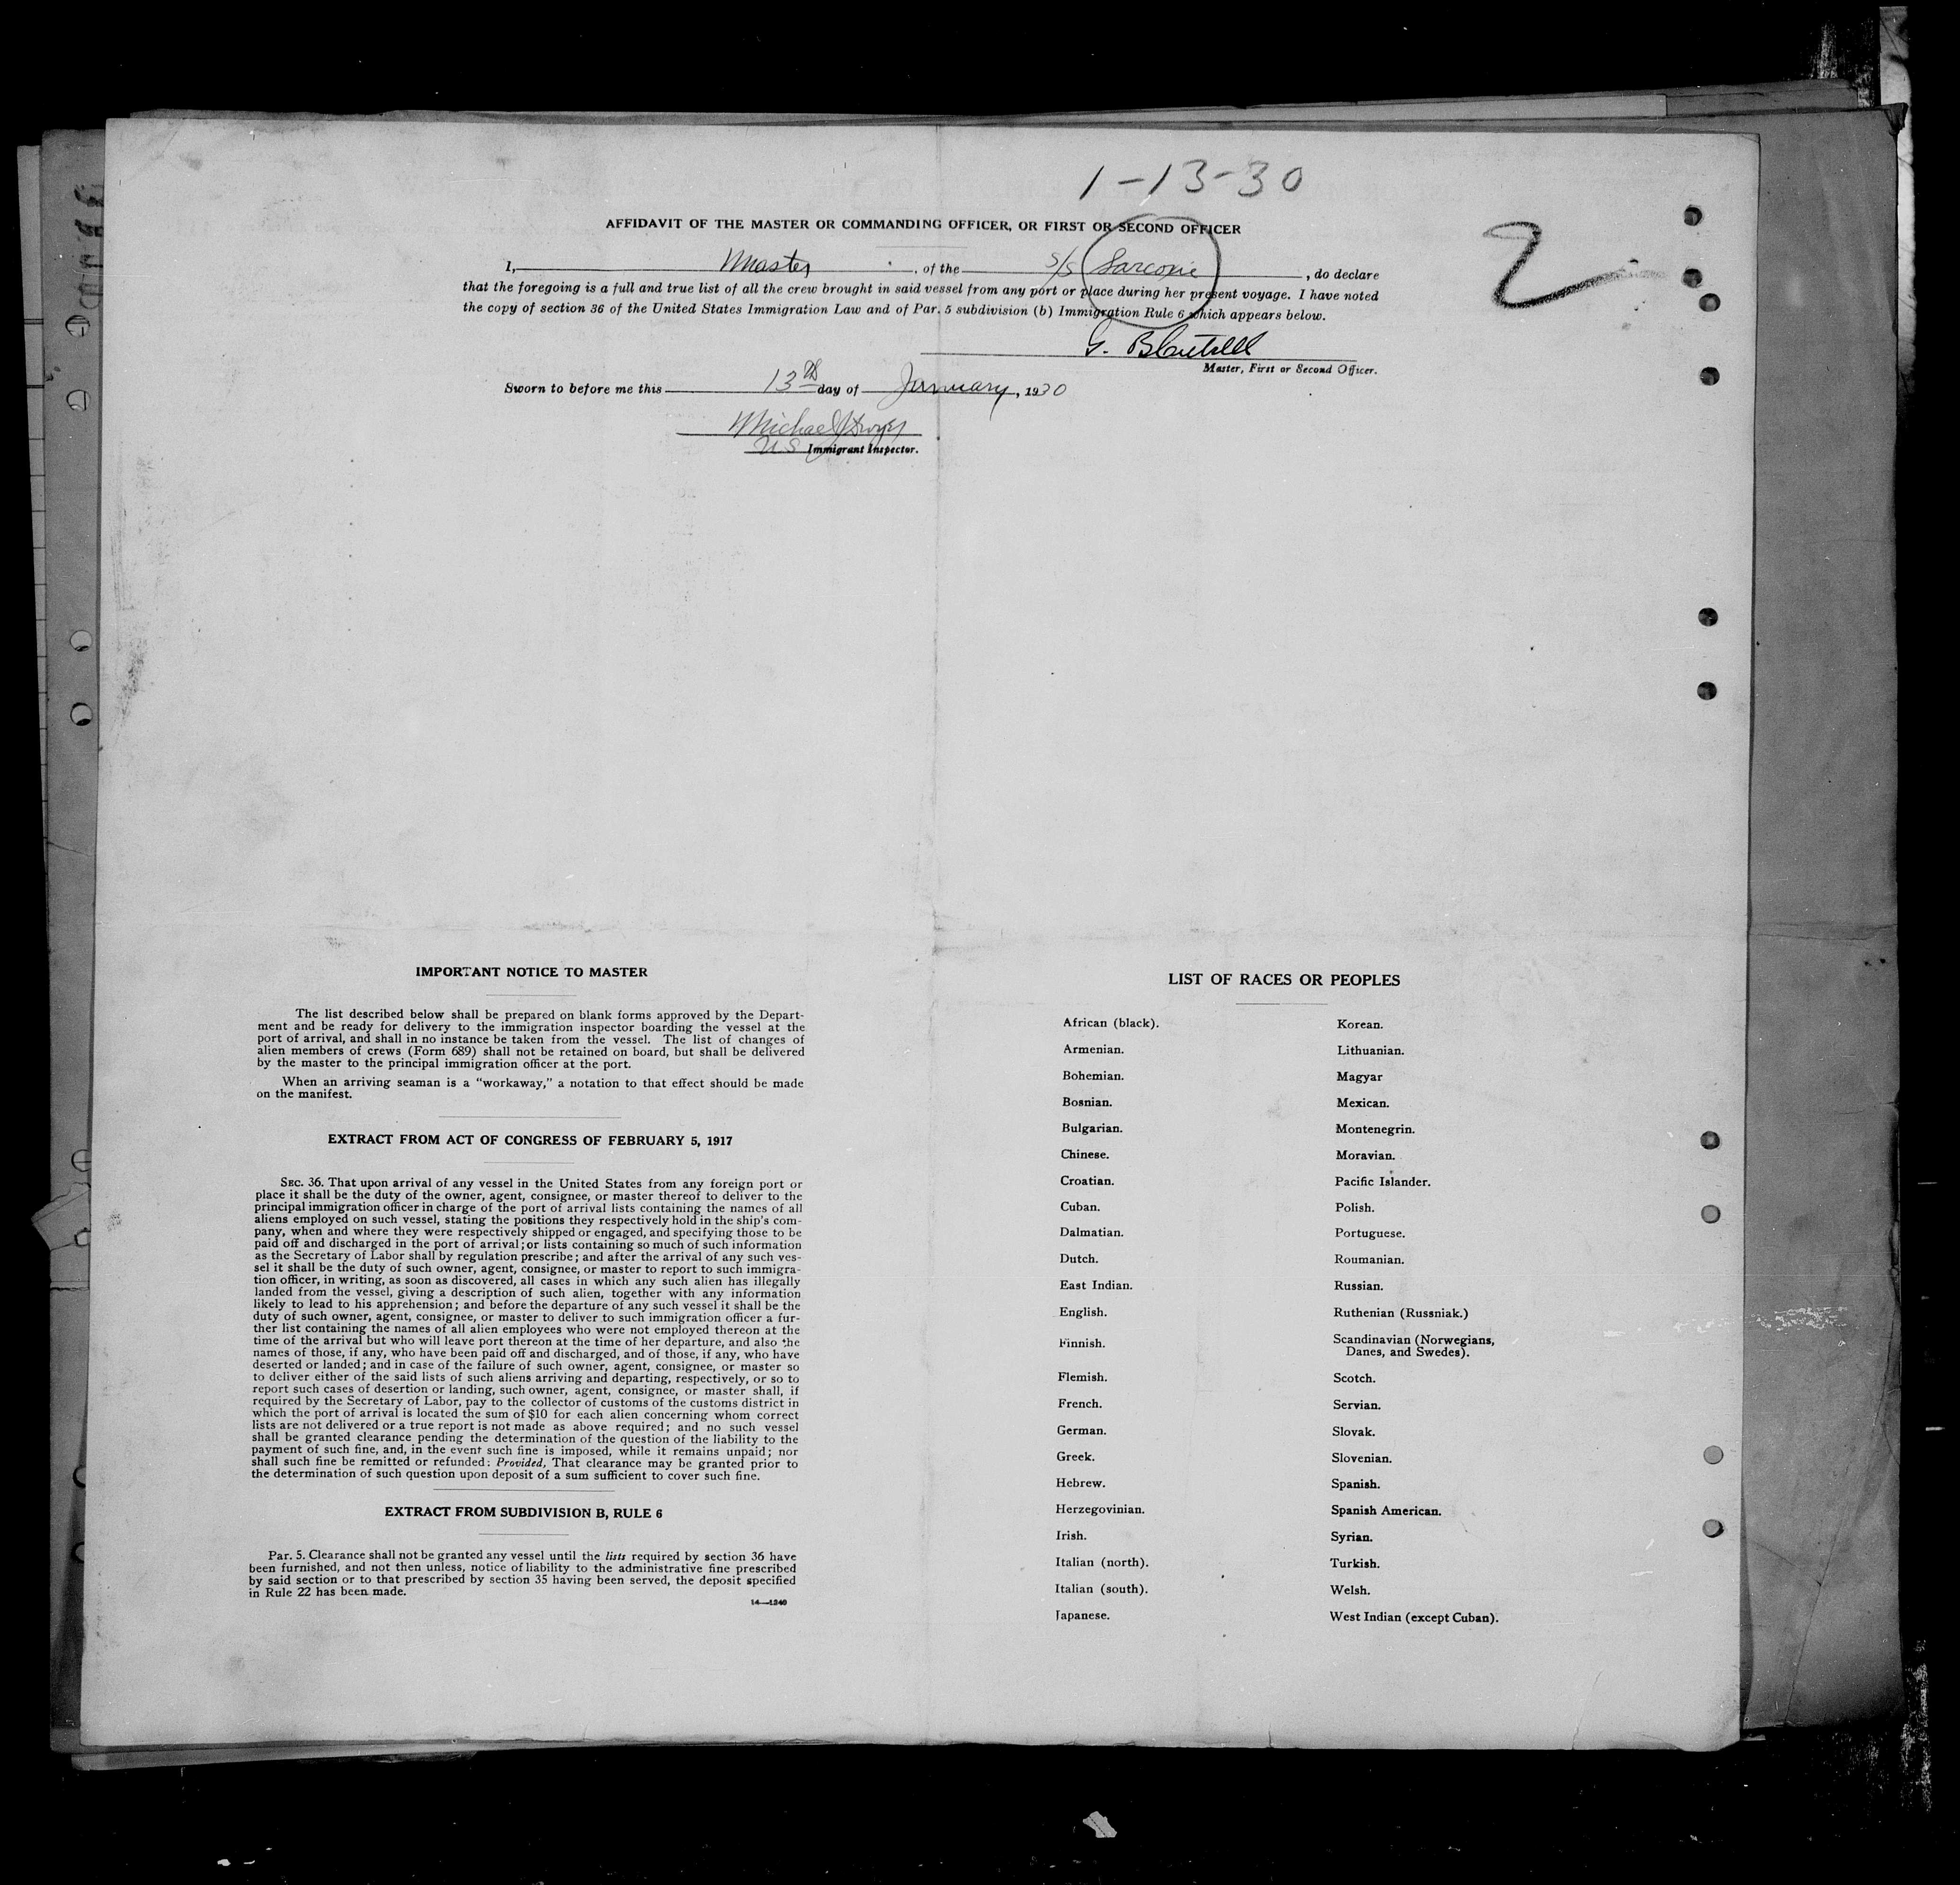 1-13-30
2
AFFIDAVIT OF THE MASTER OR COMMANDING OFFICER, OR FIRST OR SECOND OFFICER
I, Master, of the S/S Sarcoxie, do declare
that the foregoing is a full and true list of all the crew brought in said vessel from any port or place during her present voyage. I have noted
the copy of section 36 of the United States Immigration Law and of Par. 5 subdivision (b) Immigration Rule 6 which appears below.
G.
Master, First or Second Officer.
Sworn to before me this 13th day of January, 1930
Michael J Dwyer
U.S. Immigrant Inspector.
IMPORTANT NOTICE TO MASTER
The list described below shall be prepared on blank forms approved by the Depart-
ment and be ready for delivery to the immigration inspector boarding the vessel at the
port of arrival, and shall in no instance be taken from the vessel. The list of changes of
alien members of crews (Form 689) shall not be retained on board, but shall be delivered
by the master to the principal immigration officer at the port.
When an arriving seaman is a "workaway," a notation to that effect should be made
on the manifest.
EXTRACT FROM ACT OF CONGRESS OF FEBRUARY 5, 1917
SEC. 36. That upon arrival of any vessel in the United States from any foreign port or
place it shall be the duty of the owner, agent, consignee, or master thereof to deliver to the
principal immigration officer in charge of the port of arrival lists containing the names of all
aliens employed on such vessel, stating the positions they respectively hold in the ship's com-
pany, when and where they were respectively shipped or engaged, and specifying those to be
paid off and discharged in the port of arrival; or lists containing so much of such information
as the Secretary of Labor shall by regulation prescribe; and after the arrival of any such ves-
sel it shall be the duty of such owner, agent, consignee, or master to report to such immigra-
tion officer, in writing, as soon as discovered, all cases in which any such alien has illegally
landed from the vessel, giving a description of such alien, together with any information
likely to lead to his apprehension; and before the departure of any such vessel it shall be the
duty of such owner, agent, consignee, or master to deliver to such immigration officer a fur-
ther list containing the names of all alien employees who were not employed thereon at the
time of the arrival but who will leave port thereon at the time of her departure, and also the
names of those, if any, who have been paid off and discharged, and of those, if any, who have
deserted or landed; and in case of the failure of such owner, agent, consignee, or master so
to deliver either of the said lists of such aliens arriving and departing, respectively, or so to
report such cases of desertion or landing, such owner, agent, consignee, or master shall, if
required by the Secretary of Labor, pay to the collector of customs of the customs district in
which the port of arrival is located the sum of $10 for each alien concerning whom correct
lists are not delivered or a true report is not made as above required; and no such vessel
shall be granted clearance pending the determination of the question of the liability to the
payment of such fine, and, in the event such fine is imposed, while it remains unpaid; nor
shall such fine be remitted or refunded: Provided, That clearance may be granted prior to
the determination of such question upon deposit of a sum sufficient to cover such fine.
EXTRACT FROM SUBDIVISION B, RULE 6
Par. 5. Clearance shall not be granted any vessel until the lists required by section 36 have
been furnished, and not then unless, notice of liability to the administrative fine prescribed
by said section or to that prescribed by section 35 having been served, the deposit specified
in Rule 22 has been made.
14—1240
LIST OF RACES OR PEOPLES
African (black).
Armenian.
Bohemian.
Bosnian.
Bulgarian.
Chinese.
Croatian.
Cuban.
Dalmatian.
Dutch.
East Indian.
English.
Finnish.
Flemish.
French.
German.
Greek.
Hebrew.
Herzegovinian.
Irish.
Italian (north).
Italian (south).
Japanese.
Korean.
Lithuanian.
Magyar
Mexican.
Montenegrin.
Moravian.
Pacific Islander.
Polish.
Portuguese.
Roumanian.
Russian.
Ruthenian (Russniak.)
Scandinavian (Norwegians,
Danes, and Swedes).
Scotch.
Servian.
Slovak.
Slovenian.
Spanish.
Spanish American.
Syrian.
Turkish.
Welsh.
West Indian (except Cuban).